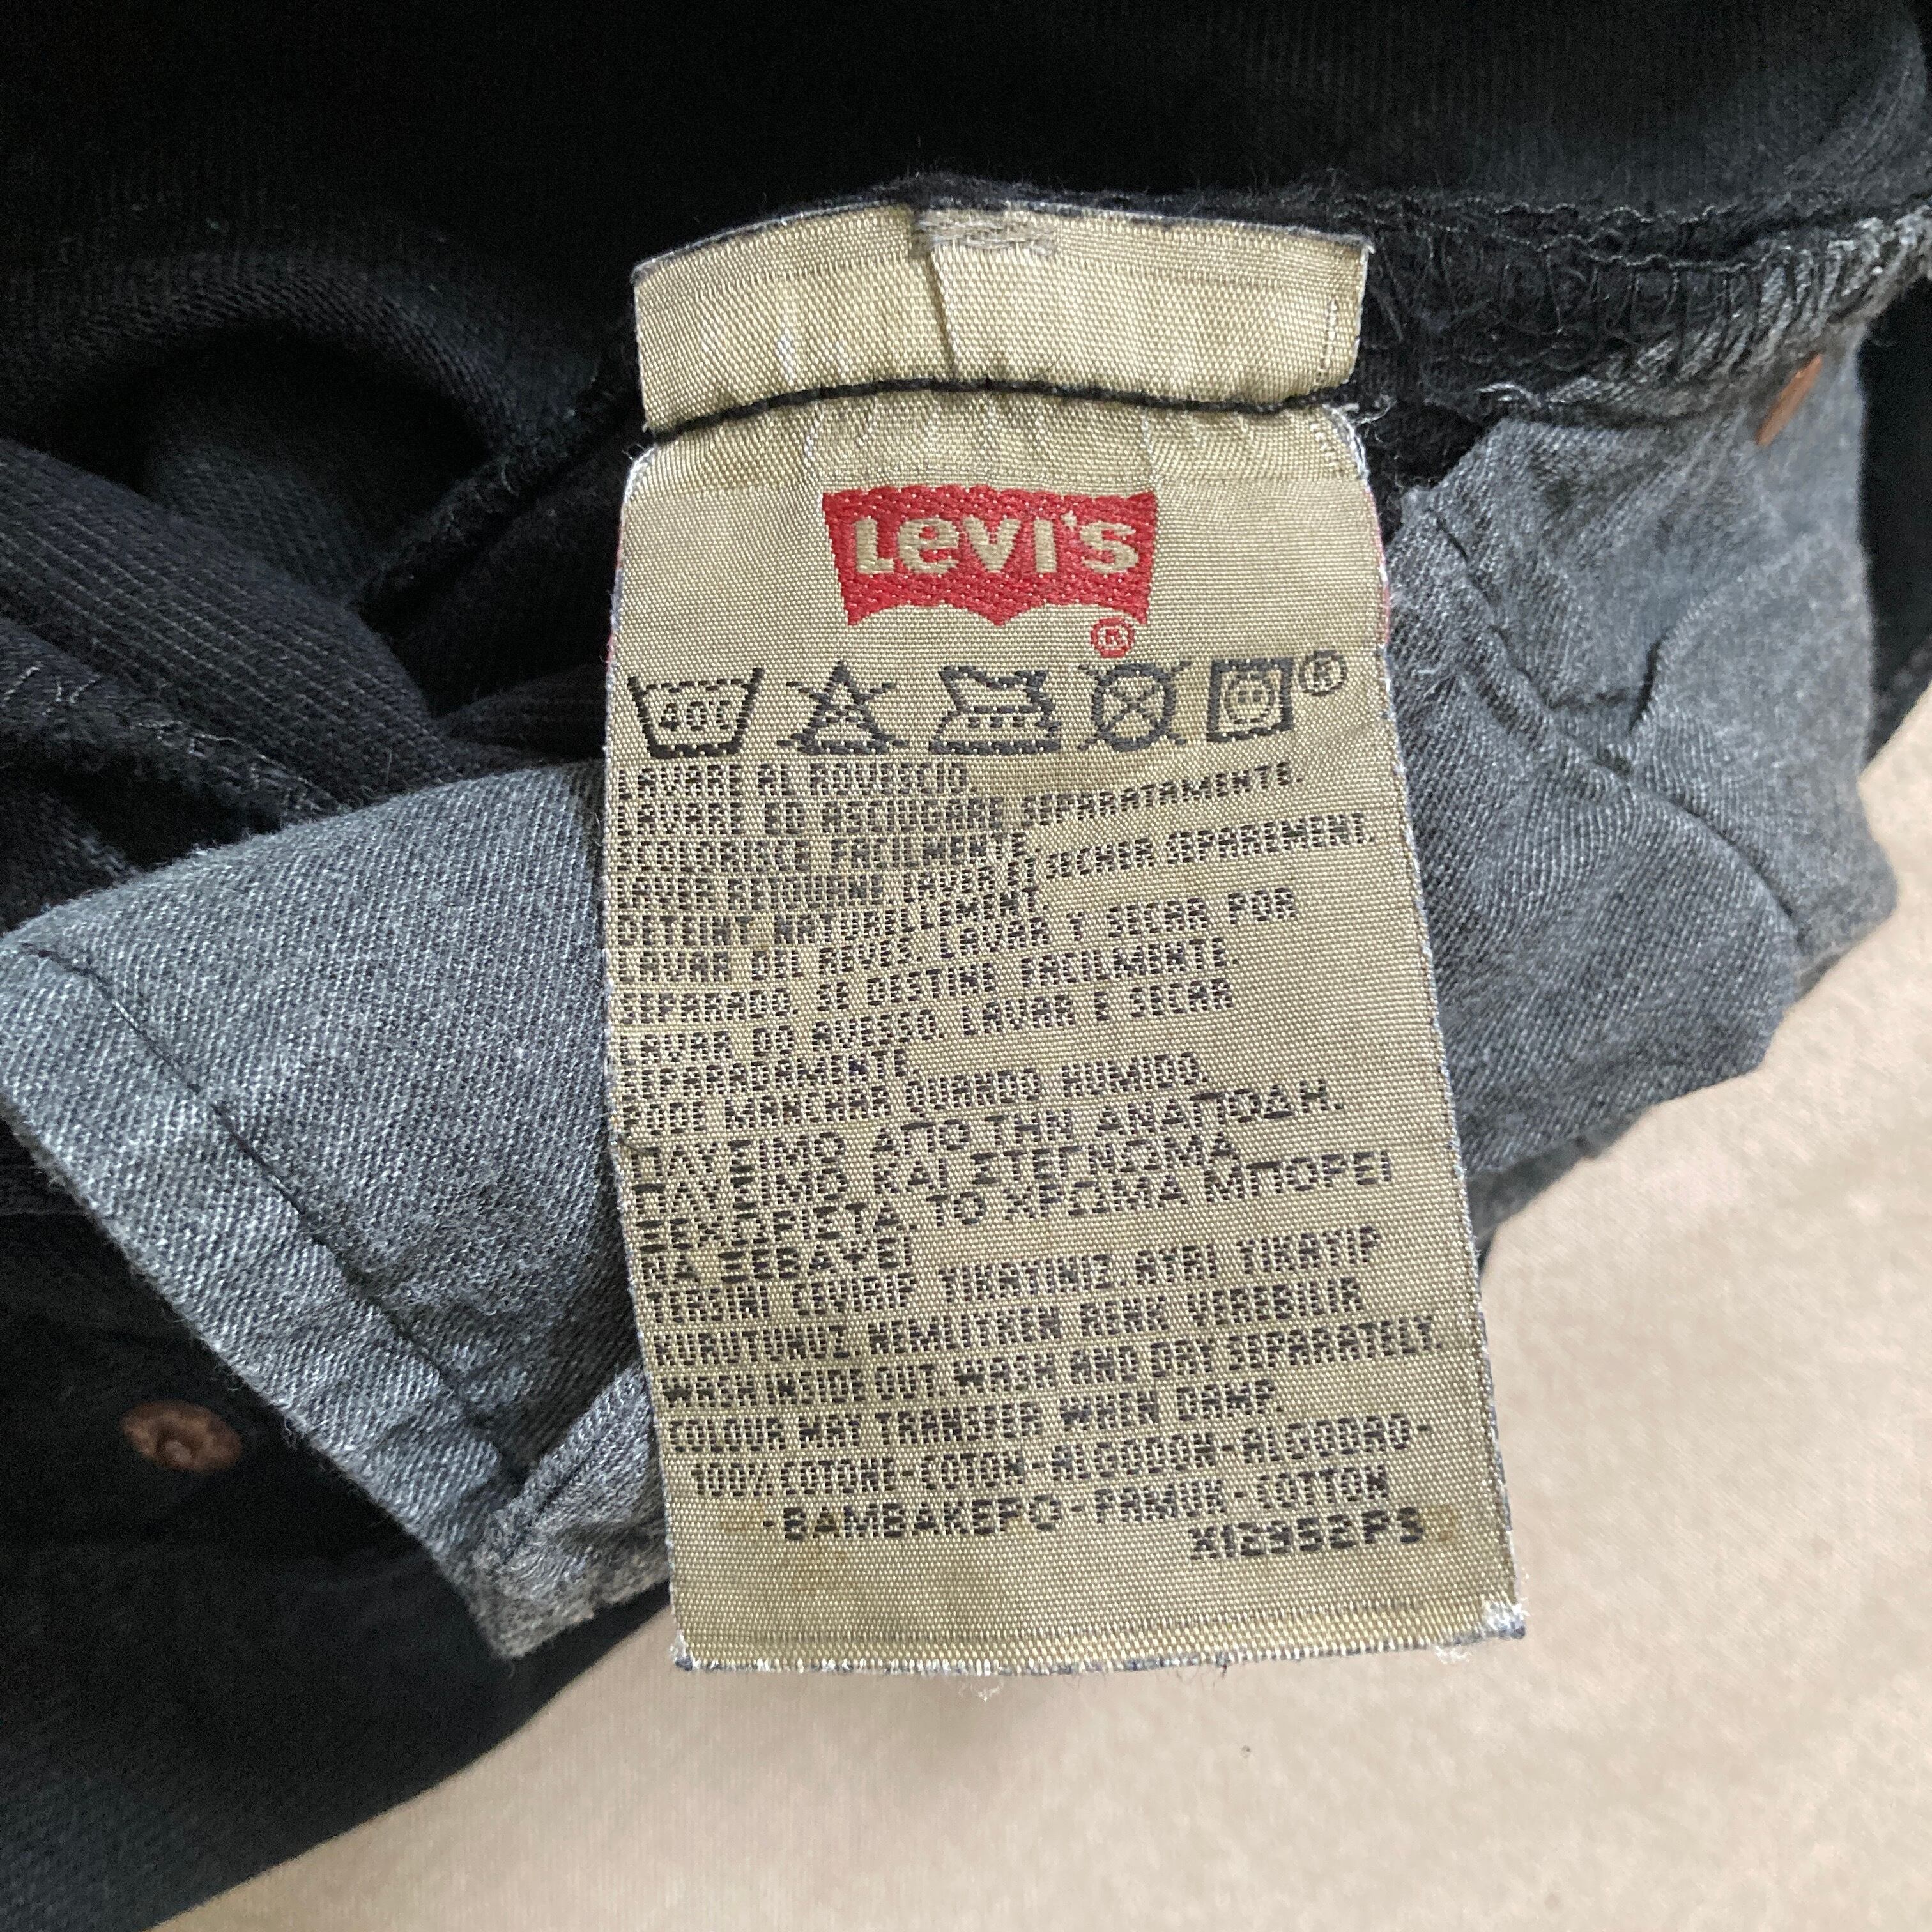 LEVI'S
®
40°
®
LAVARE AL ROVESCIO.
LAVARE ED ASCIUGARE SEPARATAMENTE.
SCOLORISCE FACILMENTE.
LAVER RETOURNE LAVER ET SECHER SEPAREMENT.
DETEINT NATURELLEMENT
LAVAR DEL REVES. LAVAR Y SECAR POR
SEPARADO SE DESTINE FACILMENTE
LAVAR DO AVESSO. LAVAR E SECAR
SEPARADAMENTE.
PODE MANCHAR QUANDO HUMIDO.
ΠΛΥΣΙΜΟ ΑΠΟ ΤΗΝ ΑΝΑΠΟΔΗ.
ΠΛΥΣΙΜΟ ΚΑΙ ΣΤΕΓΝΩΜΑ
ΞΕΧΩΡΙΣΤΑ. ΤΟ ΧΡΩΜΑ ΜΠΟΡΕΙ
ΝΑ ΞΕΒΑΨΕΙ
TERSINI CEVIRIP YIKAYINIZ. AYRI YIKAYIP
KURUTUNUZ NEMLIYKEN RENK VEREBILIR
WASH INSIDE OUT. WASH AND DRY SEPARATELY.
COLOUR MAY TRANSFER WHEN DAMP.
100% COTONE-COTON-ALGODON-ALGODAO-
-ΒΑΜΒΑΚΕΡΟ-PAMUK-COTTON
X12952PS